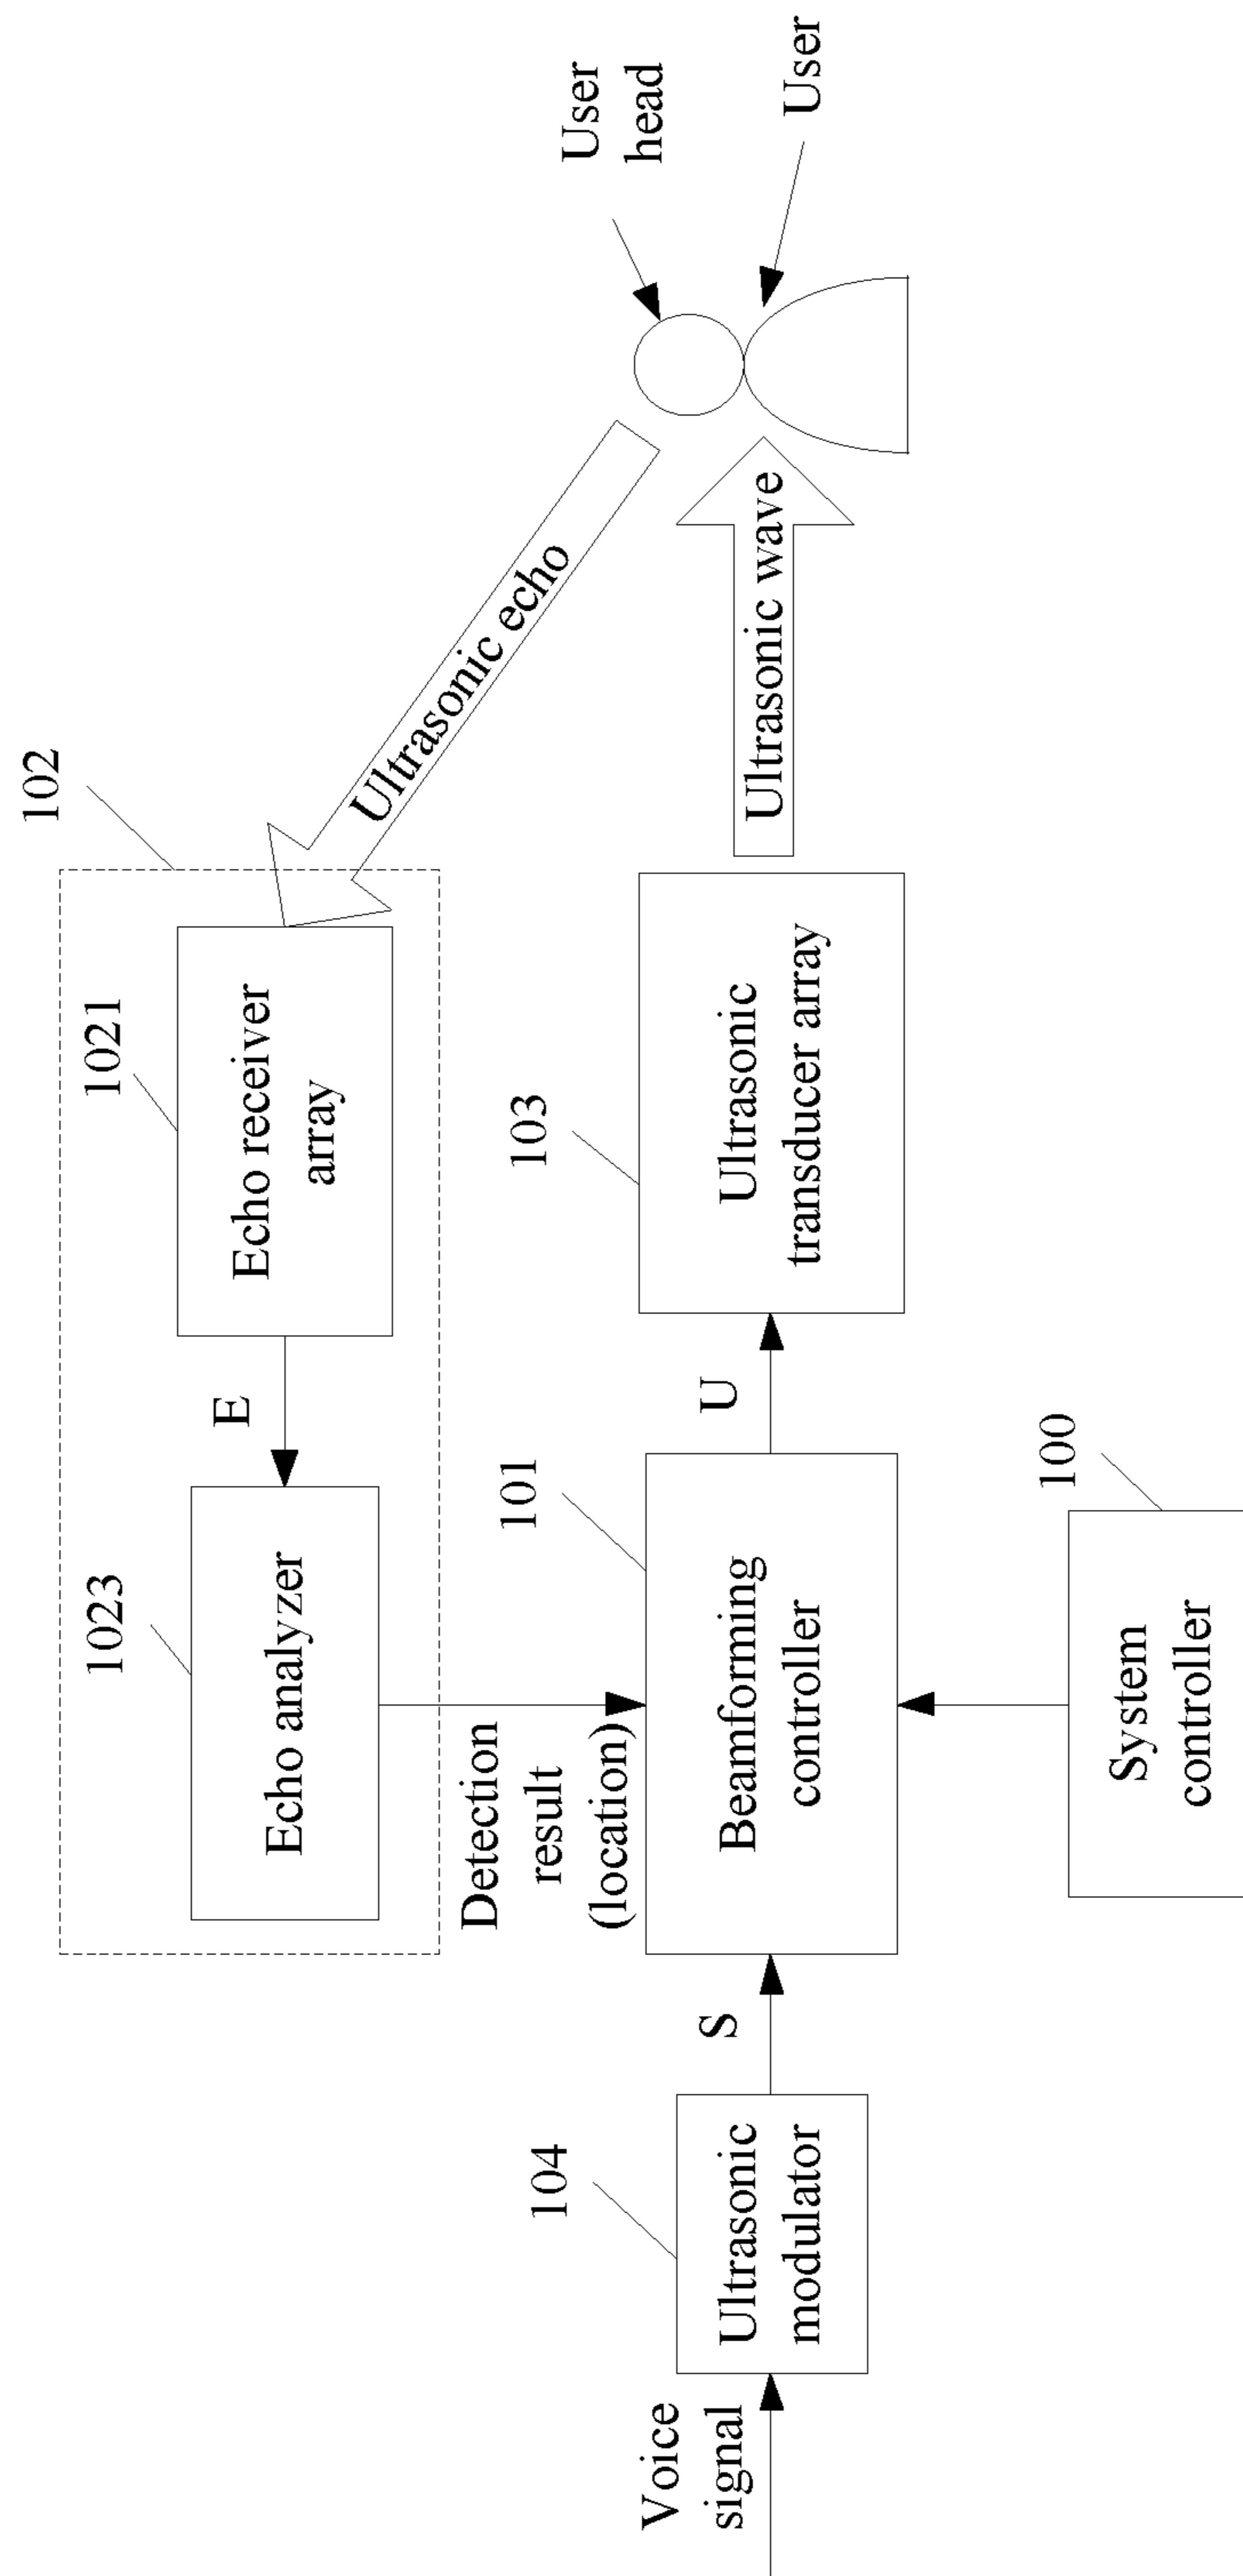 102
1021
1023
Echo analyzer
E
Echo receiver
array
Ultrasonic echo
User
head
User
Detection
result
(location)
Voice
signal
104
Ultrasonic
modulator
S
101
Beamforming
controller
U
103
Ultrasonic
transducer array
Ultrasonic wave
100
System
controller